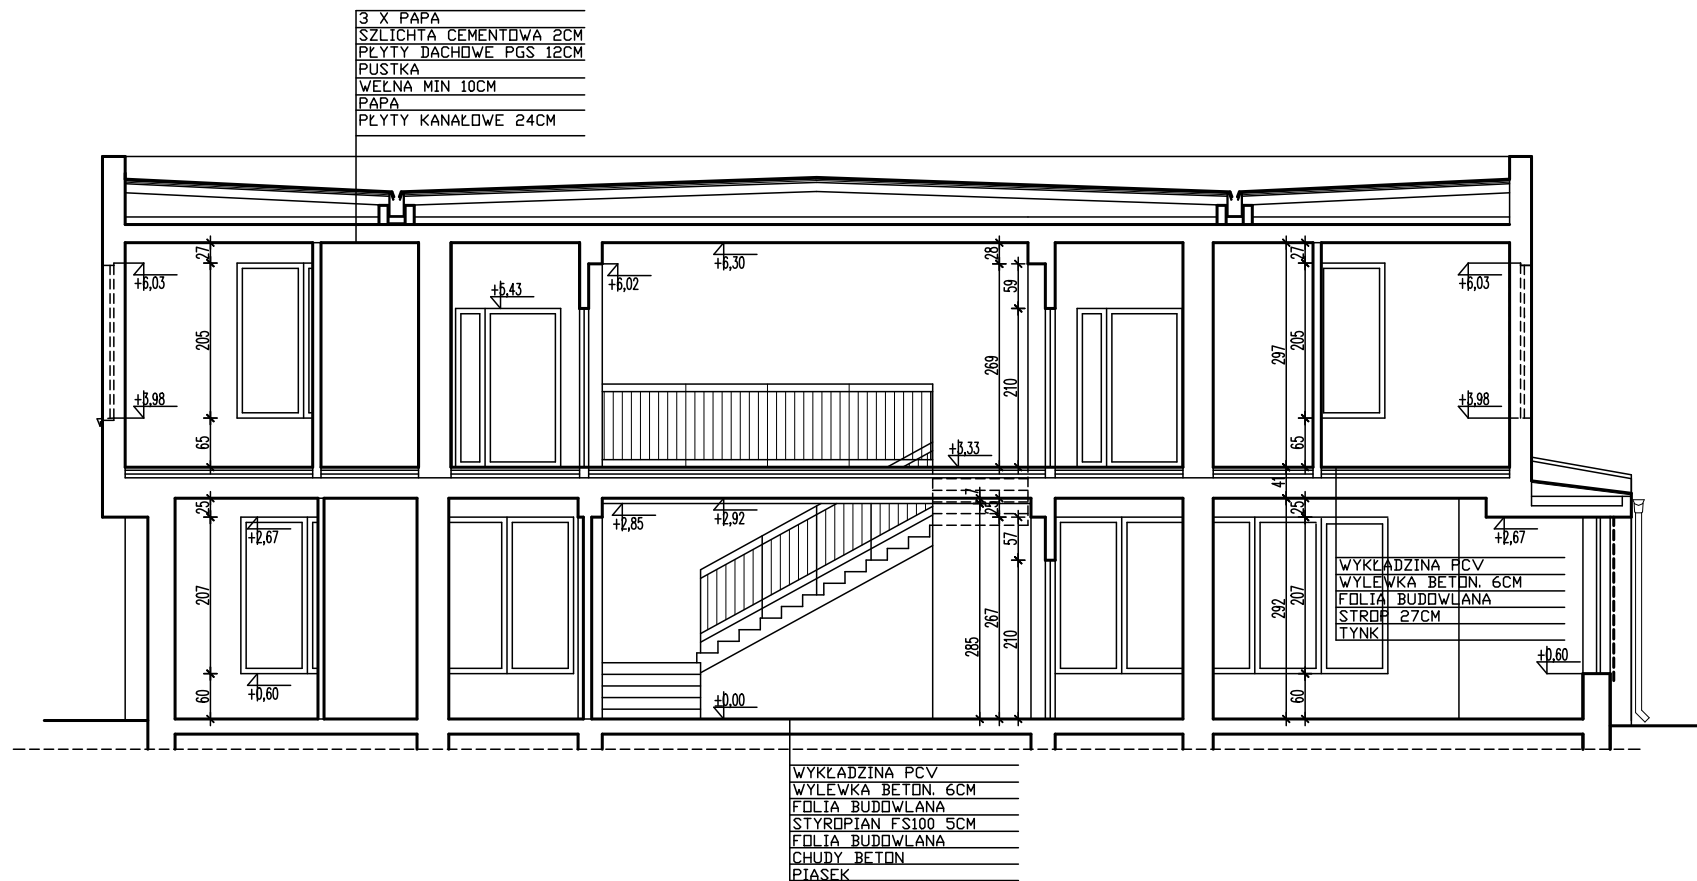 3 X PAPA
SZLICHTA CEMENTOWA 2CM
PŁYTY DACHOWE PGS 12CM
PUSTKA
WEŁNA MIN 10CM
PAPA
PŁYTY KANAŁOWE 24CM
27
+6,03
205
+3,98
65
+5,43
+6,02
+6,30
28
59
269
210
+3,33
297
27
205
65
+6,03
+3,98
41
25
+2,67
207
60
+0,60
+2,85
+2,92
+0,00
7
25
57
285
267
210
292
25
207
60
+2,67
+0,60
WYKŁADZINA PCV
WYLEWKA BETON. 6CM
FOLIA BUDOWLANA
STROP 27CM
TYNK
WYKŁADZINA PCV
WYLEWKA BETON. 6CM
FOLIA BUDOWLANA
STYROPIAN FS100 5CM
FOLIA BUDOWLANA
CHUDY BETON
PIASEK